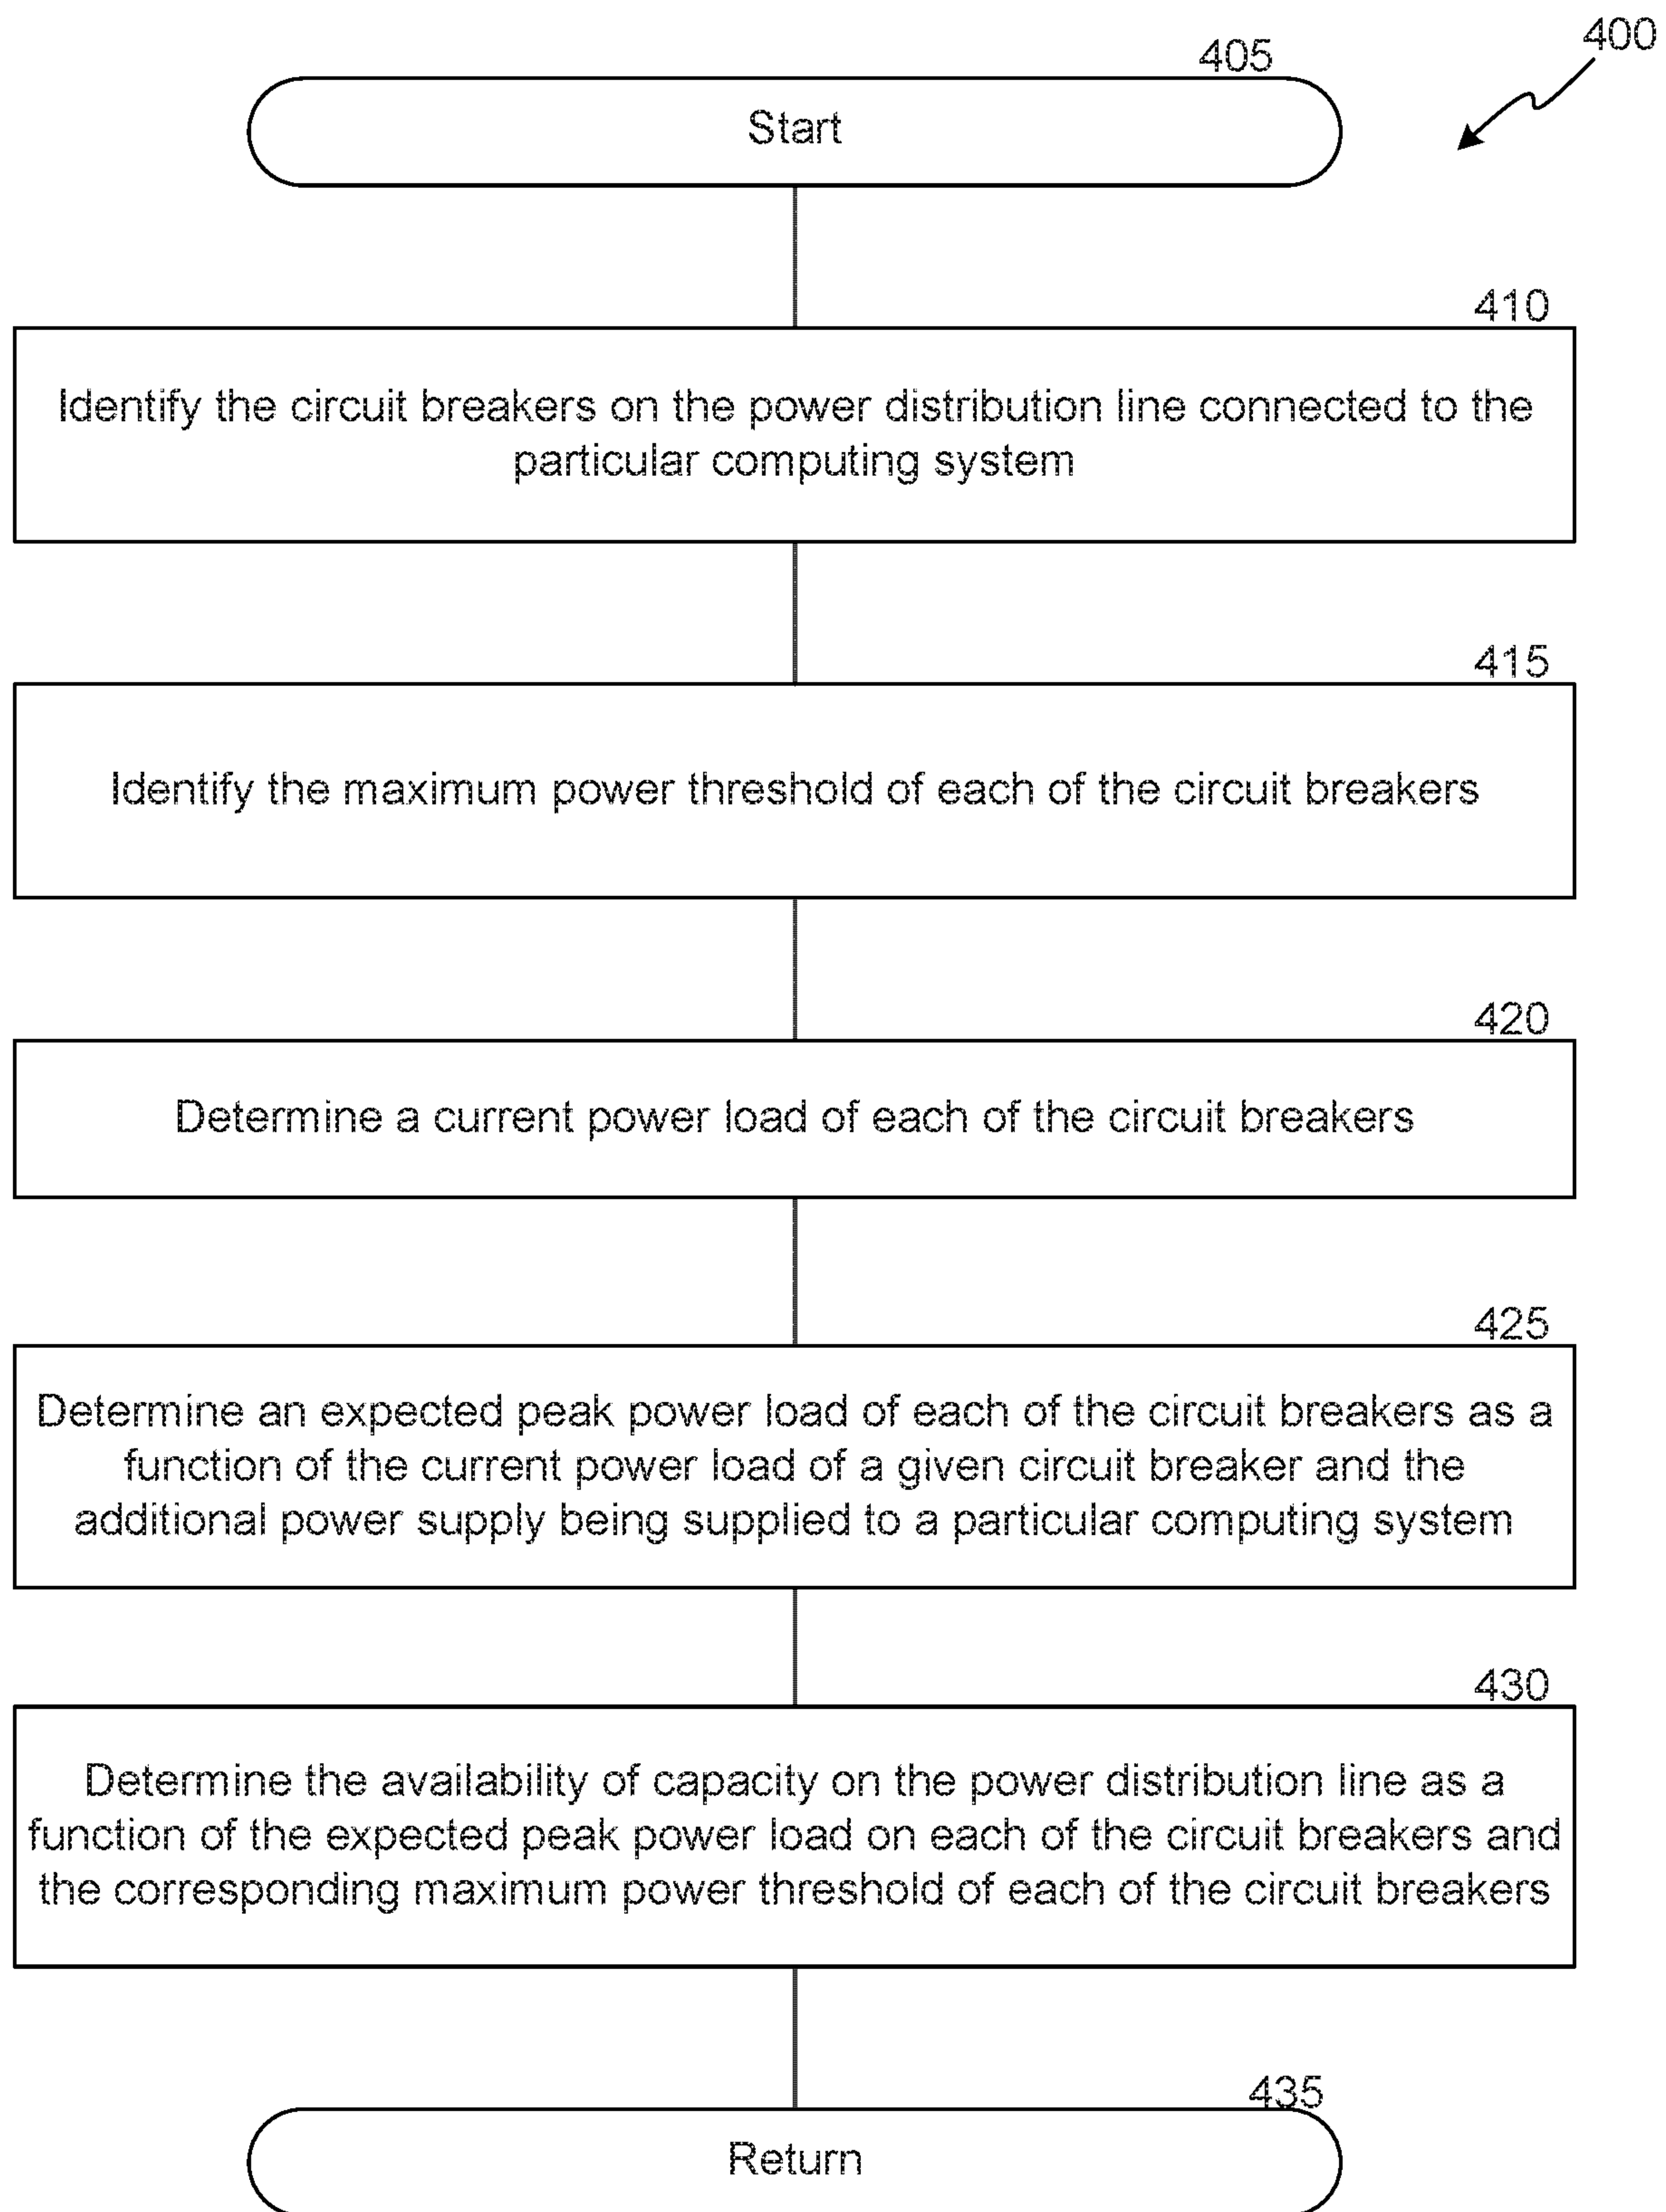 400
405
Start
410
Identify the circuit breakers on the power distribution line connected to the
particular computing system
415
Identify the maximum power threshold of each of the circuit breakers
420
Determine a current power load of each of the circuit breakers
425
Determine an expected peak power load of each of the circuit breakers as a
function of the current power load of a given circuit breaker and the
additional power supply being supplied to a particular computing system
430
Determine the availability of capacity on the power distribution line as a
function of the expected peak power load on each of the circuit breakers and
the corresponding maximum power threshold of each of the circuit breakers
435
Return